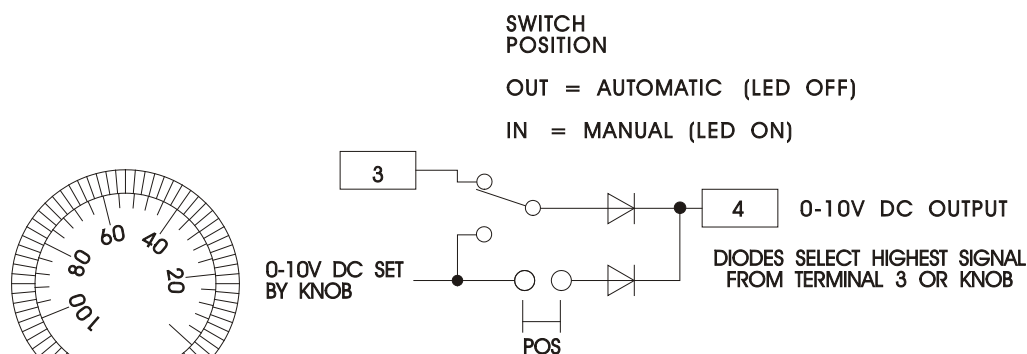 SWITCH
POSITION
OUT = AUTOMATIC (LED OFF)
IN = MANUAL (LED ON)
3
4
0-10V DC OUTPUT
DIODES SELECT HIGHEST SIGNAL
FROM TERMINAL 3 OR KNOB
0-10V DC SET
BY KNOB
POS
100
80
60
40
20